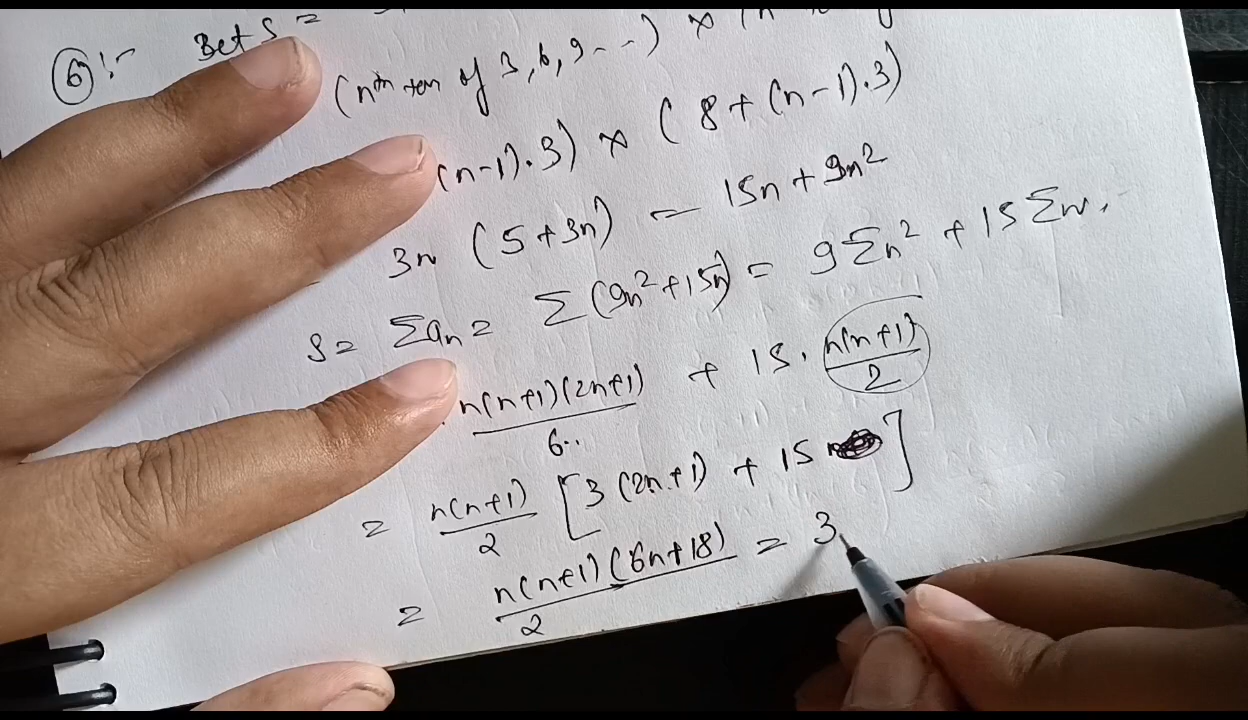 (6):- Let S =
(nth term of 3, 6, 9 - - ) ×
(n-1).3) × (8+(n-1).3)
3n (5+3n) = 15n + 9n²
S = Σan = Σ(9n²+15n) = 9Σn² + 15Σn.
n(n+1)(2n+1)/6 + 15. n(n+1)/2
= n(n+1)/2 [3(2n+1) + 15]
= n(n+1)(6n+18)/2 = 3